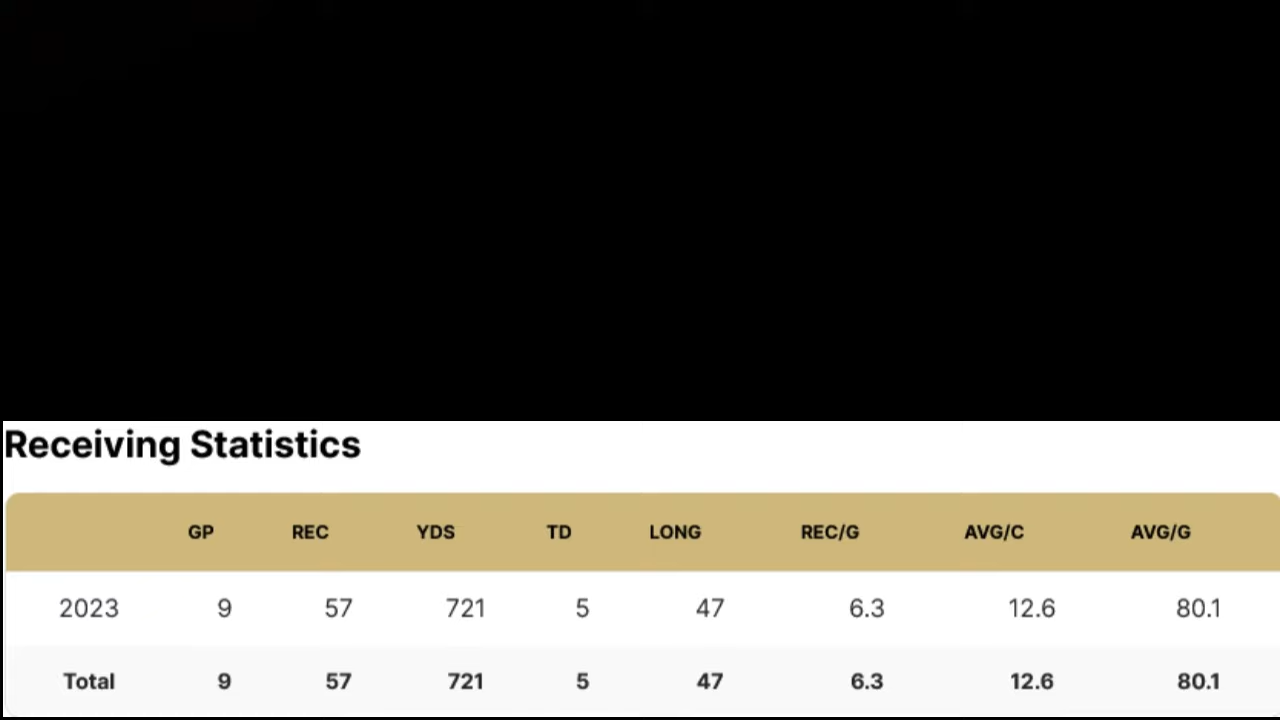 Receiving Statistics
GP REC YDS TD LONG REC/G AVG/C AVG/G
2023 9 57 721 5 47 6.3 12.6 80.1
Total 9 57 721 5 47 6.3 12.6 80.1